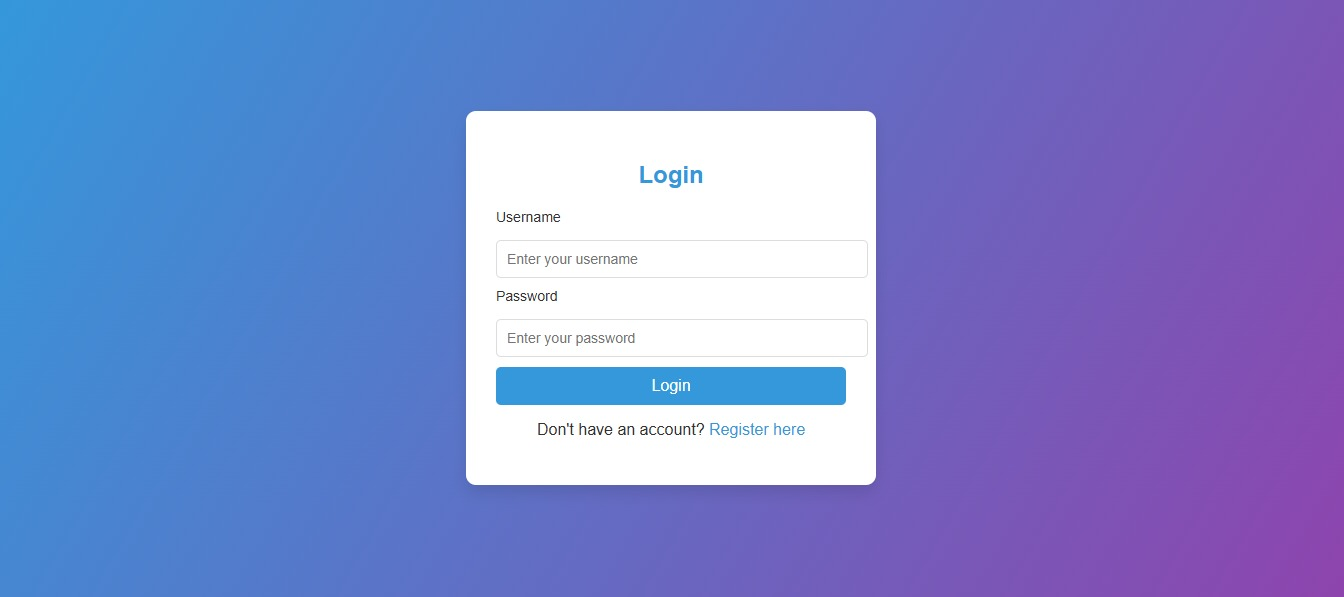 Login
Username
Enter your username
Password
Enter your password
Login
Don't have an account? Register here